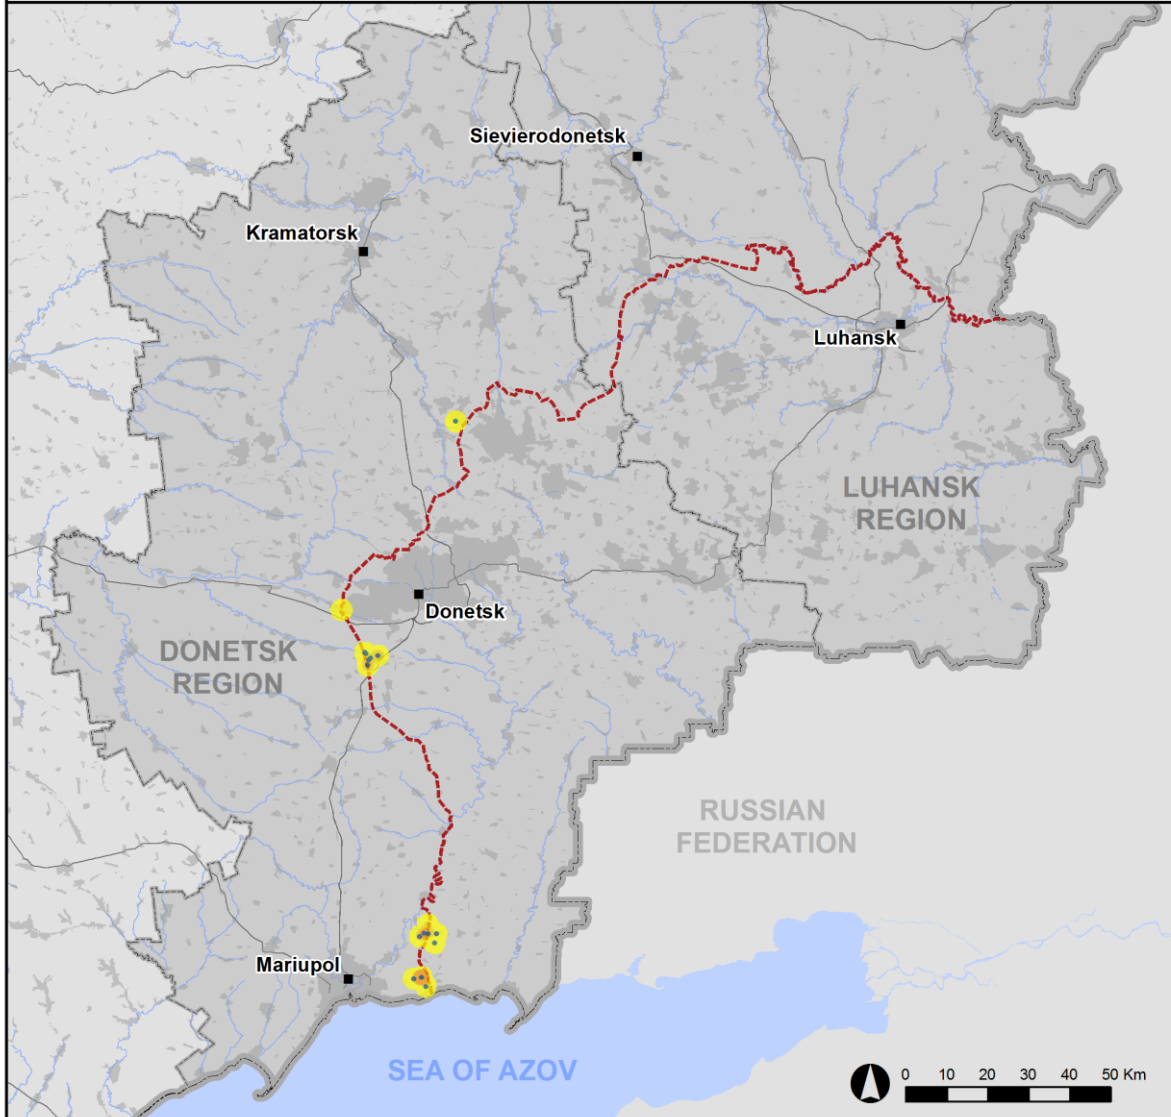 Sievierodonetsk
Kramatorsk
Luhansk
LUHANSK
REGION
Donetsk
DONETSK
REGION
RUSSIAN
FEDERATION
Mariupol
SEA OF AZOV
0 10 20 30 40 50 Km